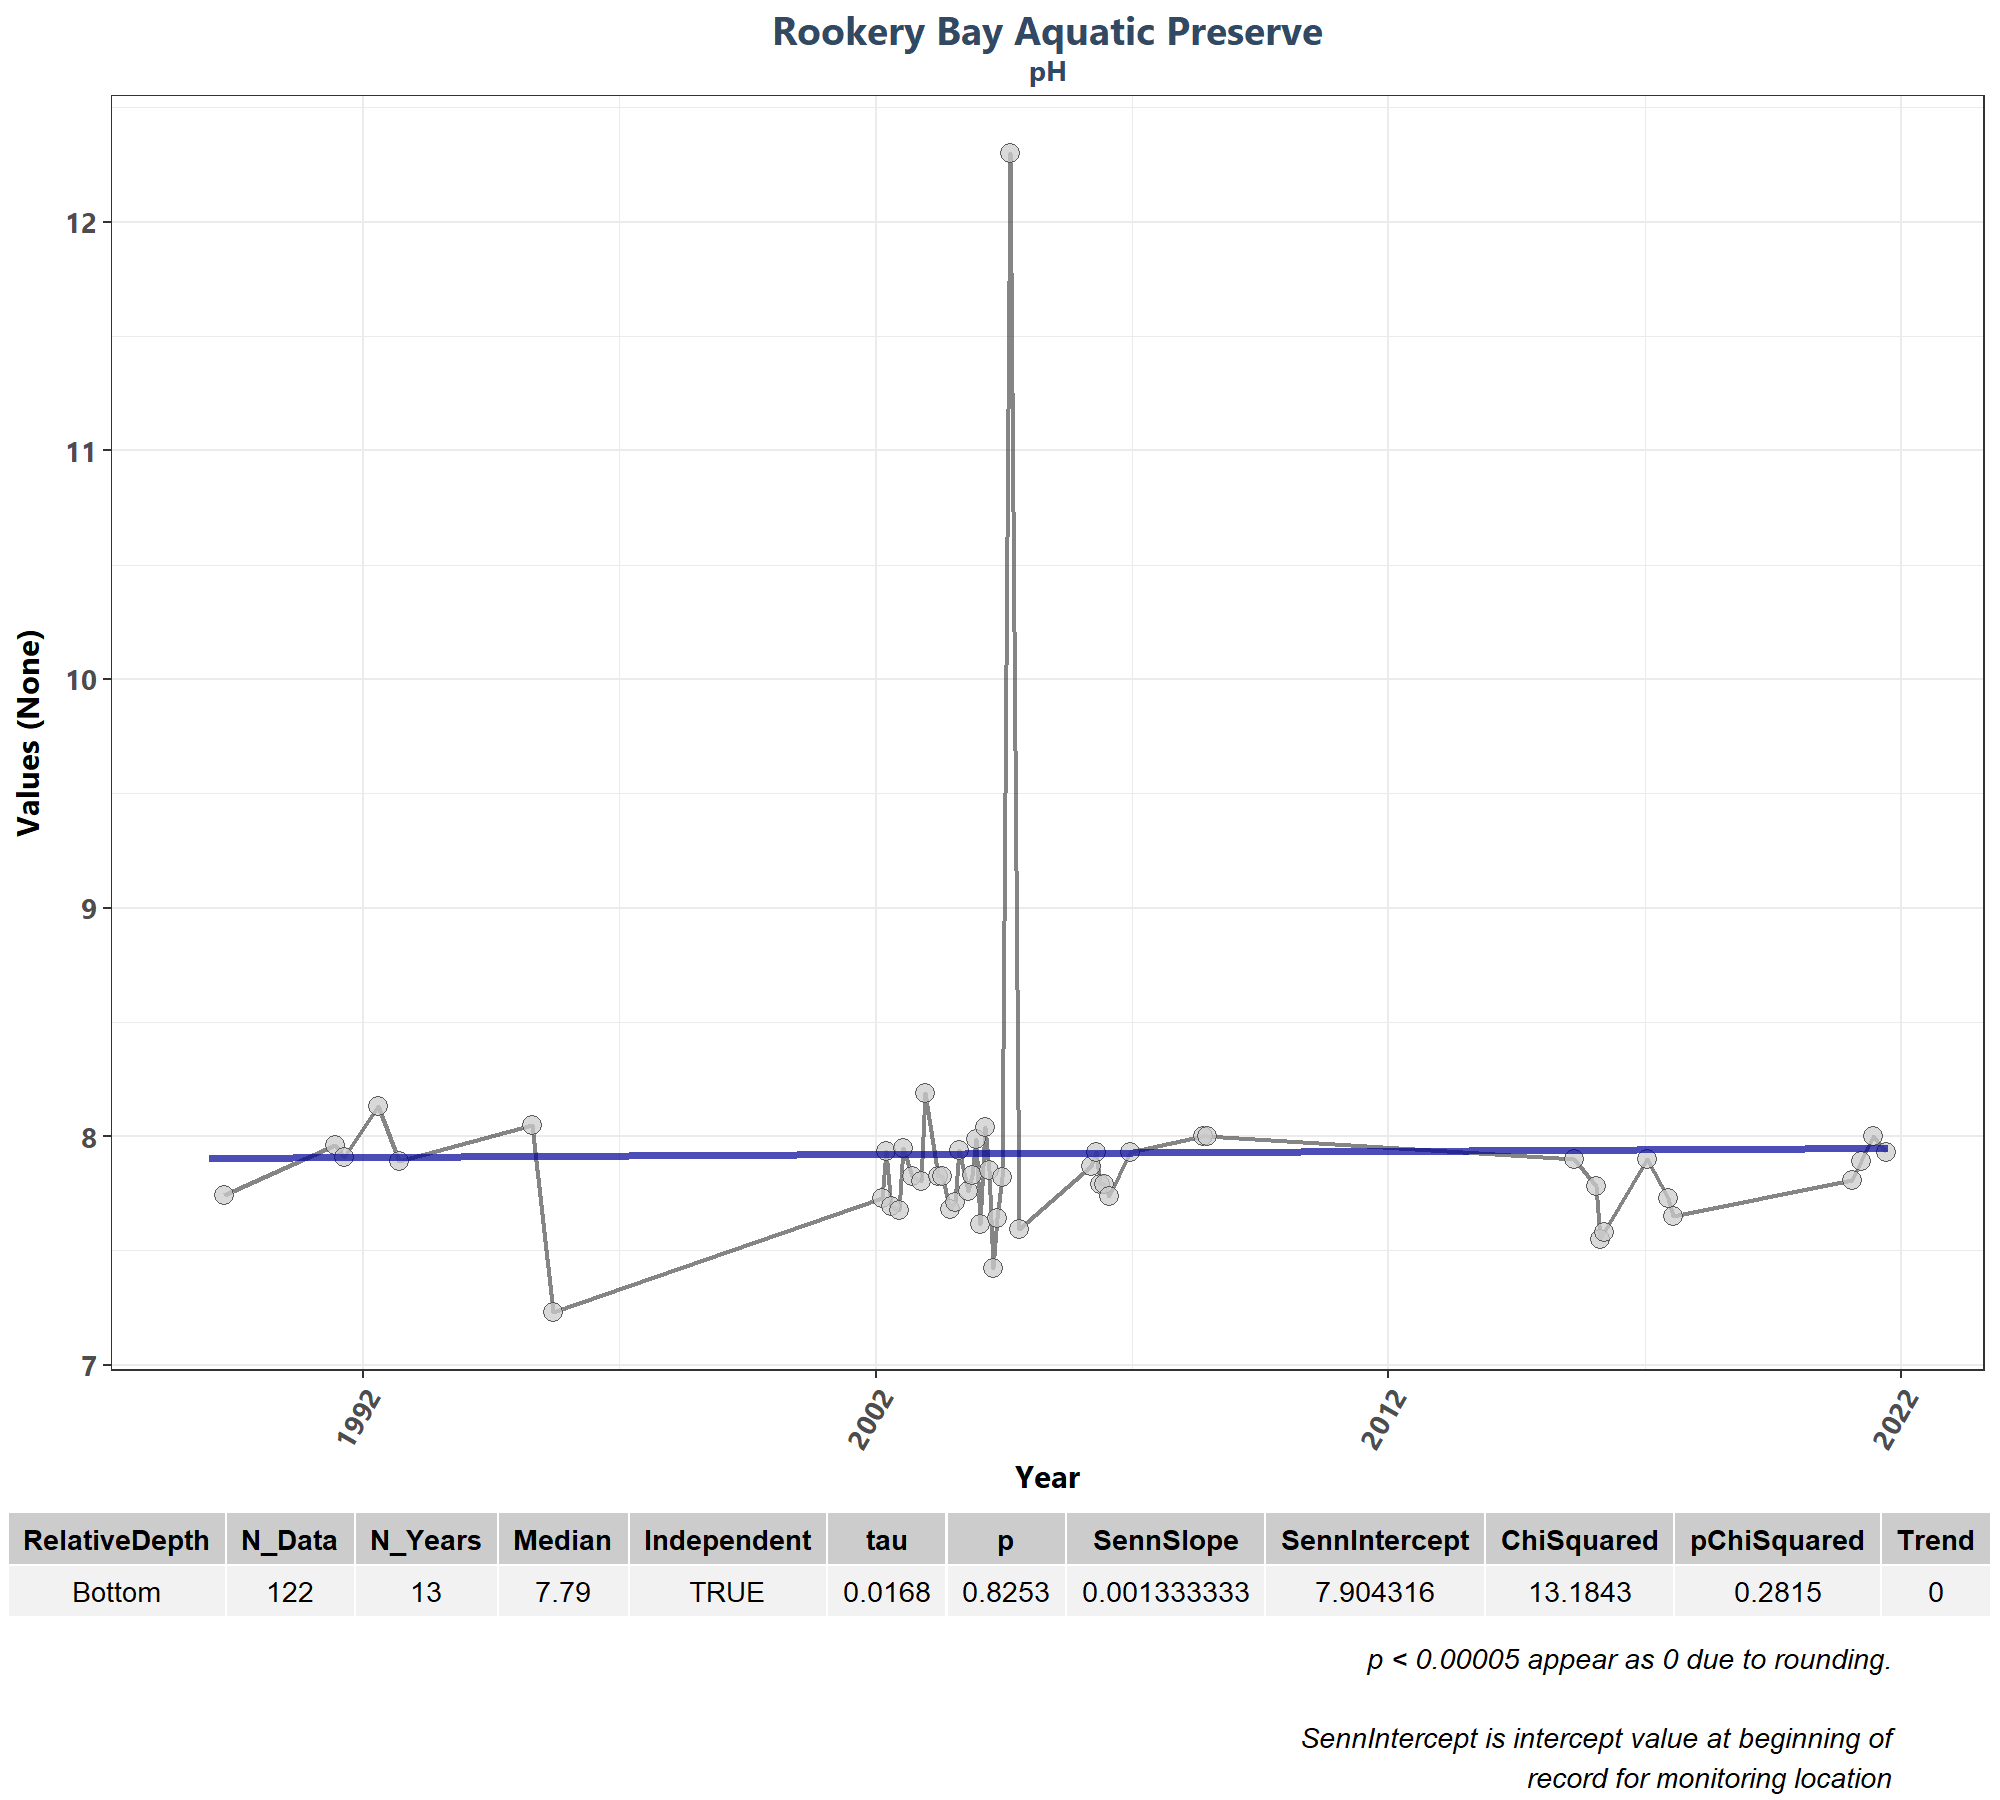 Rookery Bay Aquatic Preserve
pH
12
11
10
9
8
7
Values (None)
1992
2002
2012
2022
Year
RelativeDepth N_Data N_Years Median Independent tau p SennSlope SennIntercept ChiSquared pChiSquared Trend
Bottom 122 13 7.79 TRUE 0.0168 0.8253 0.001333333 7.904316 13.1843 0.2815 0
p < 0.00005 appear as 0 due to rounding.
SennIntercept is intercept value at beginning of
record for monitoring location